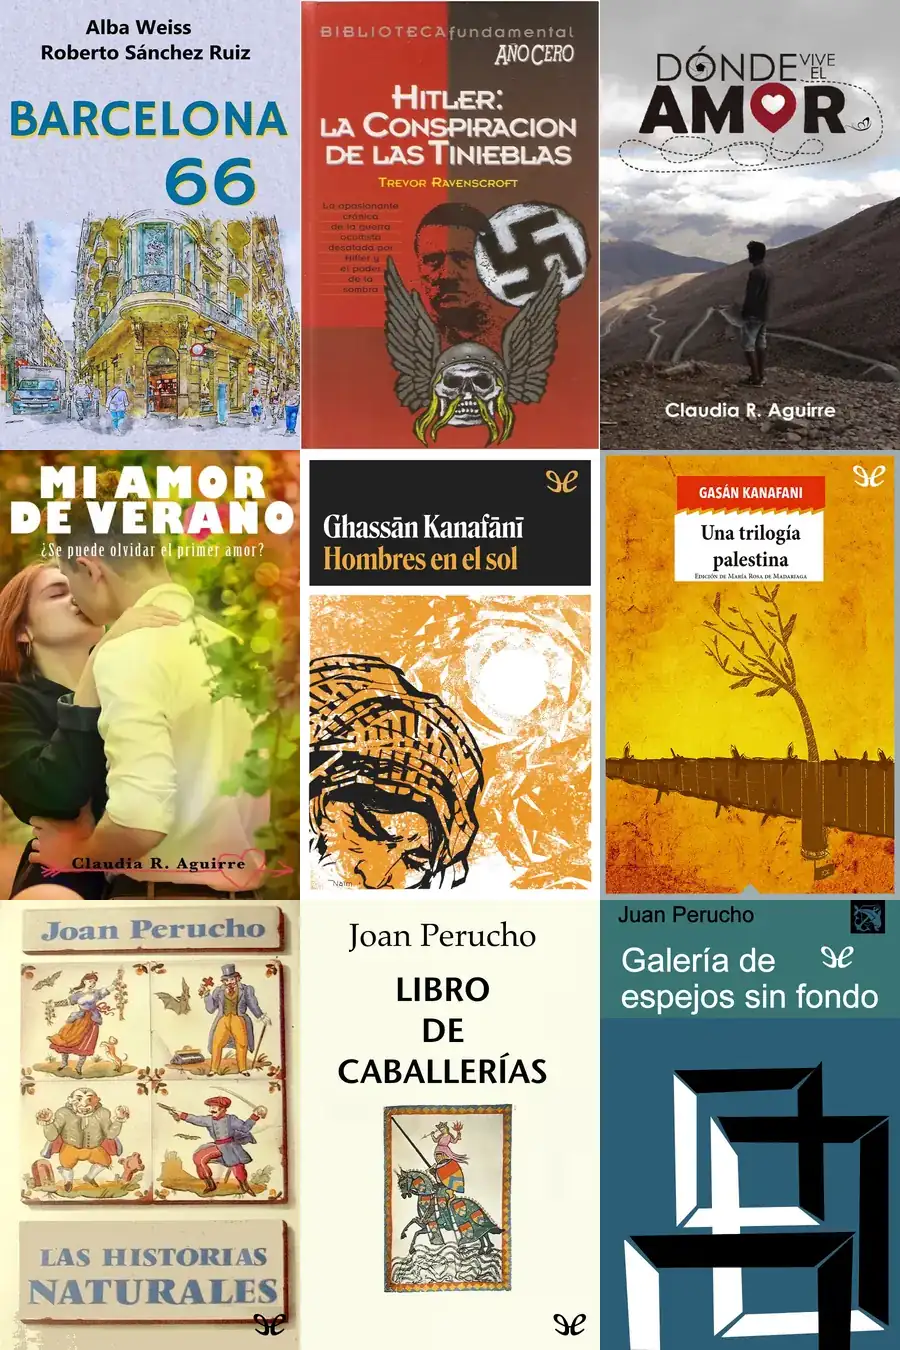 Alba Weiss
Roberto Sánchez Ruiz
BARCELONA
66
BIBLIOTECAfundamental
AÑO CERO
HITLER:
LA CONSPIRACION
DE LAS TINIEBLAS
TREVOR RAVENSCROFT
La apasionante
crónica
de la guerra
ocultista
desatada por
Hitler y
el poder
de la
sombra
DÓNDE VIVE EL
AMOR
Claudia R. Aguirre
MI AMOR
DE VERANO
¿Se puede olvidar el primer amor?
Claudia R. Aguirre
Ghassān Kanafānī
Hombres en el sol
Naim
GASÁN KANAFANI
Una trilogía
palestina
EDICIÓN DE MARÍA ROSA DE MADARIAGA
Joan Perucho
LAS HISTORIAS
NATURALES
Joan Perucho
LIBRO
DE
CABALLERÍAS
Juan Perucho
Galería de
espejos sin fondo